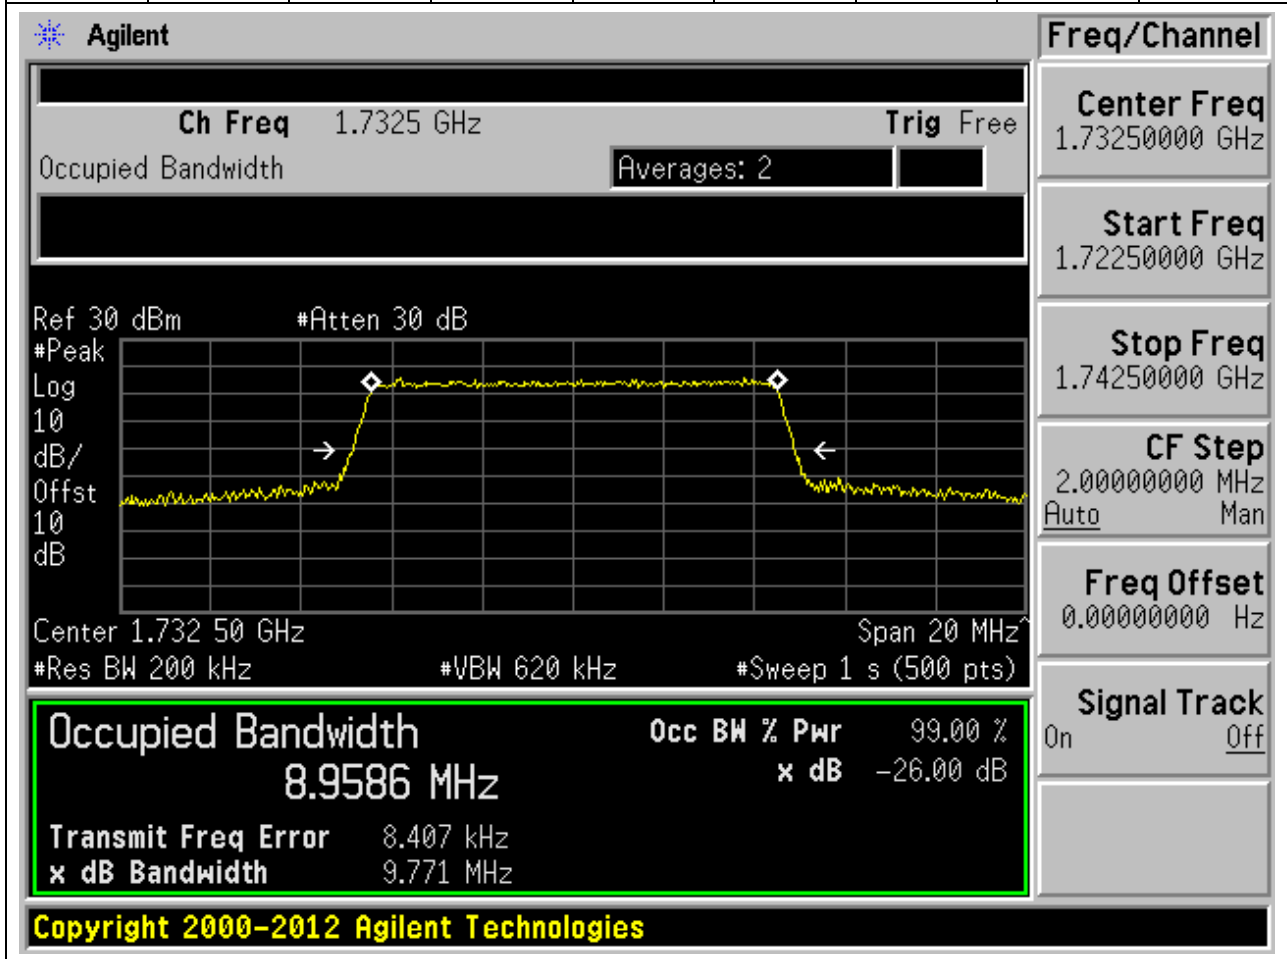 Agilent
Freq/Channel
Ch Freq 1.7325 GHz Trig Free
Occupied Bandwidth Averages: 2
Center Freq
1.73250000 GHz
Start Freq
1.72250000 GHz
Stop Freq
1.74250000 GHz
CF Step
2.00000000 MHz
Auto Man
Freq Offset
0.00000000 Hz
Signal Track
On Off
Ref 30 dBm #Atten 30 dB
#Peak
Log
10
dB/
Offst
10
dB
Center 1.732 50 GHz Span 20 MHz^
#Res BW 200 kHz #VBW 620 kHz #Sweep 1 s (500 pts)
Occupied Bandwidth Occ BW % Pwr 99.00 %
8.9586 MHz x dB -26.00 dB
Transmit Freq Error 8.407 kHz
x dB Bandwidth 9.771 MHz
Copyright 2000-2012 Agilent Technologies